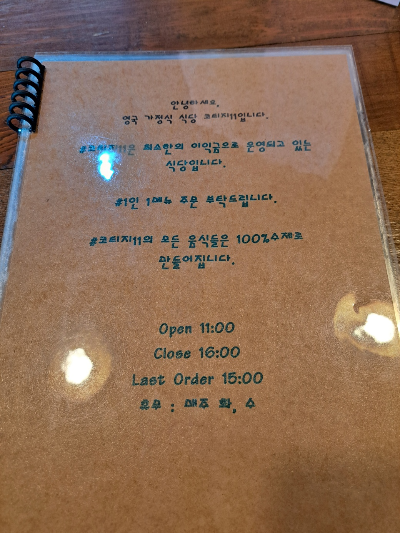 안녕하세요.
영국 가정식 식당 코티지11입니다.
#코티지11은 최소한의 이익금으로 운영되고 있는
식당입니다.
#1인 1메뉴 주문 부탁드립니다.
#코티지11의 모든 음식들은 100%수제로
만들어집니다.
Open 11:00
Close 16:00
Last Order 15:00
휴무 : 매주 화, 수